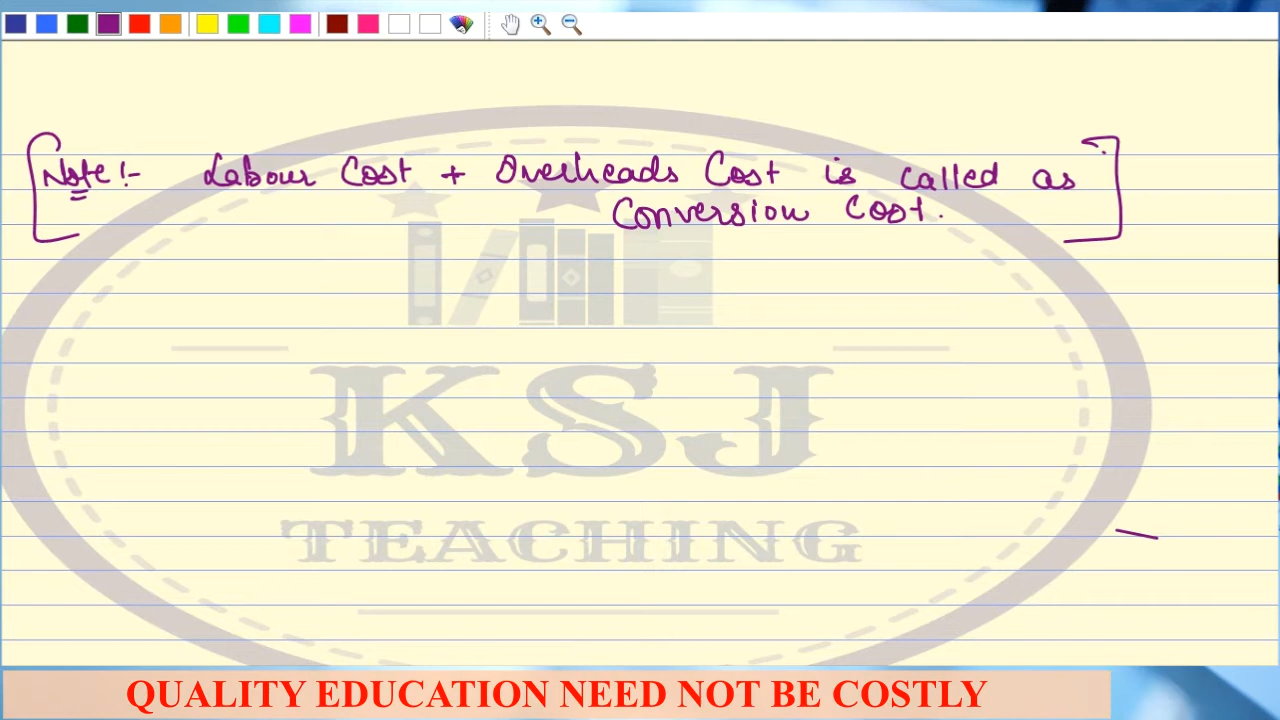 Note:- Labour Cost + Overheads Cost is called as
Conversion Cost.
KSJ
TEACHING
QUALITY EDUCATION NEED NOT BE COSTLY